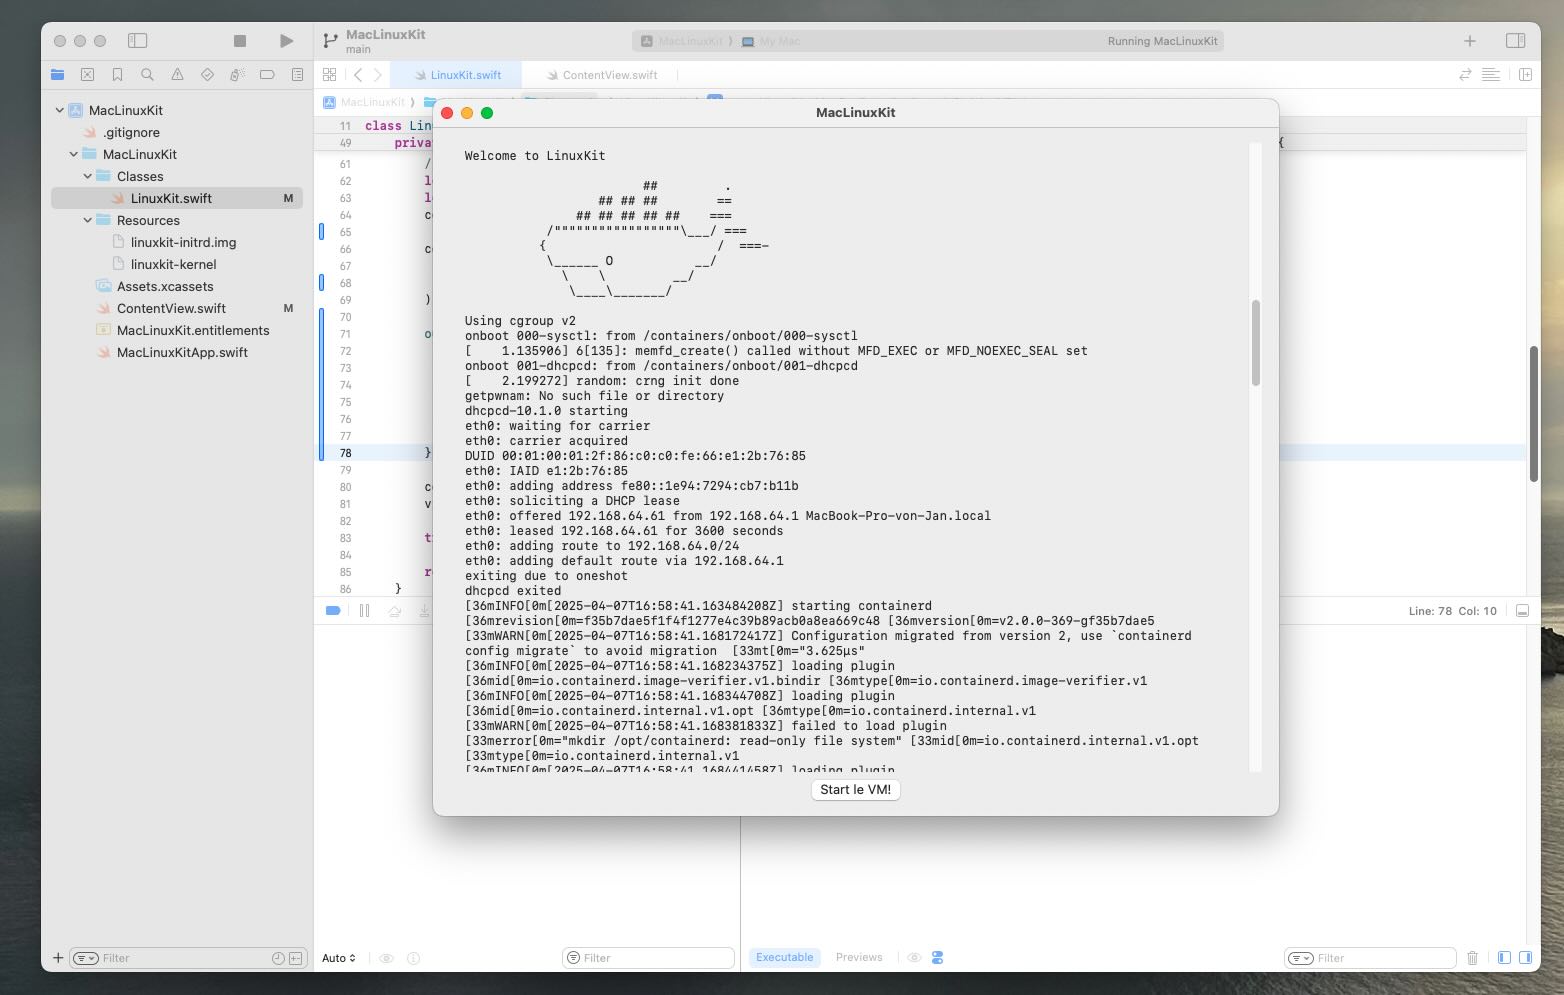 MacLinuxKit
main
MacLinuxKit ⟩ My Mac
Running MacLinuxKit
LinuxKit.swift
ContentView.swift
MacLinuxKit
.gitignore
MacLinuxKit
Classes
LinuxKit.swift M
Resources
linuxkit-initrd.img
linuxkit-kernel
Assets.xcassets
ContentView.swift M
MacLinuxKit.entitlements
MacLinuxKitApp.swift
Filter
MacLinuxKit ⟩
11 class Lin
49 priva {
61 /
62 l
63 l
64 c
65
66 c
67
68
69 )
70
71 o
72
73
74
75
76
77
78 }
79
80 c
81 v
82
83 t
84
85 r
86 }
MacLinuxKit
Welcome to LinuxKit
                        ##         .
                  ## ## ##        ==
               ## ## ## ## ##    ===
           /"""""""""""""""""\___/ ===
          {                       /  ===-
           \______ O           __/
             \    \         __/
              \____\_______/
Using cgroup v2
onboot 000-sysctl: from /containers/onboot/000-sysctl
[    1.135906] 6[135]: memfd_create() called without MFD_EXEC or MFD_NOEXEC_SEAL set
onboot 001-dhcpcd: from /containers/onboot/001-dhcpcd
[    2.199272] random: crng init done
getpwnam: No such file or directory
dhcpcd-10.1.0 starting
eth0: waiting for carrier
eth0: carrier acquired
DUID 00:01:00:01:2f:86:c0:c0:fe:66:e1:2b:76:85
eth0: IAID e1:2b:76:85
eth0: adding address fe80::1e94:7294:cb7:b11b
eth0: soliciting a DHCP lease
eth0: offered 192.168.64.61 from 192.168.64.1 MacBook-Pro-von-Jan.local
eth0: leased 192.168.64.61 for 3600 seconds
eth0: adding route to 192.168.64.0/24
eth0: adding default route via 192.168.64.1
exiting due to oneshot
dhcpcd exited
[36mINFO[0m[2025-04-07T16:58:41.163484208Z] starting containerd
[36mrevision[0m=f35b7dae5f1f4f1277e4c39b89acb0a8ea669c48 [36mversion[0m=v2.0.0-369-gf35b7dae5
[33mWARN[0m[2025-04-07T16:58:41.168172417Z] Configuration migrated from version 2, use `containerd
config migrate` to avoid migration  [33mt[0m="3.625µs"
[36mINFO[0m[2025-04-07T16:58:41.168234375Z] loading plugin
[36mid[0m=io.containerd.image-verifier.v1.bindir [36mtype[0m=io.containerd.image-verifier.v1
[36mINFO[0m[2025-04-07T16:58:41.168344708Z] loading plugin
[36mid[0m=io.containerd.internal.v1.opt [36mtype[0m=io.containerd.internal.v1
[33mWARN[0m[2025-04-07T16:58:41.168381833Z] failed to load plugin
[33merror[0m="mkdir /opt/containerd: read-only file system" [33mid[0m=io.containerd.internal.v1.opt
[33mtype[0m=io.containerd.internal.v1
[36mINFO[0m[2025-04-07T16:58:41.168441458Z] loading plugin
Start le VM!
Line: 78 Col: 10
Auto
Filter
Executable
Previews
Filter